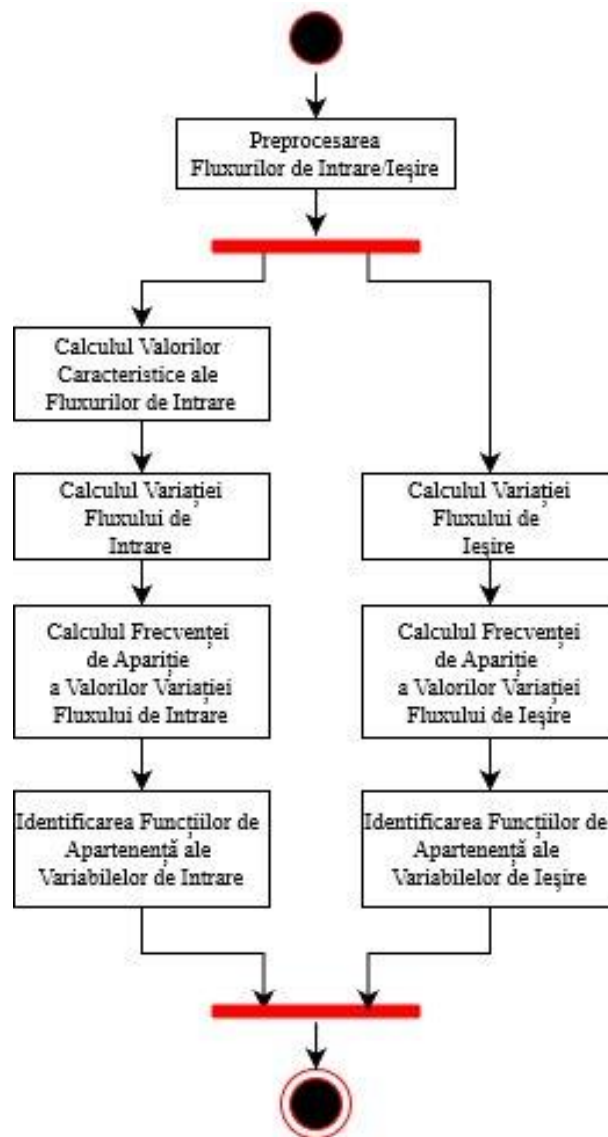 Preprocesarea
Fluxurilor de Intrare/Ieşire
Calculul Valorilor
Caracteristice ale
Fluxurilor de Intrare
Calculul Variației
Fluxului de
Intrare
Calculul Frecvenței
de Apariție
a Valorilor Variației
Fluxului de Intrare
Identificarea Funcțiilor de
Apartenență ale
Variabilelor de Intrare
Calculul Variației
Fluxului de
Ieşire
Calculul Frecvenței
de Apariție
a Valorilor Variației
Fluxului de Ieşire
Identificarea Funcțiilor de
Apartenență ale
Variabilelor de Ieşire